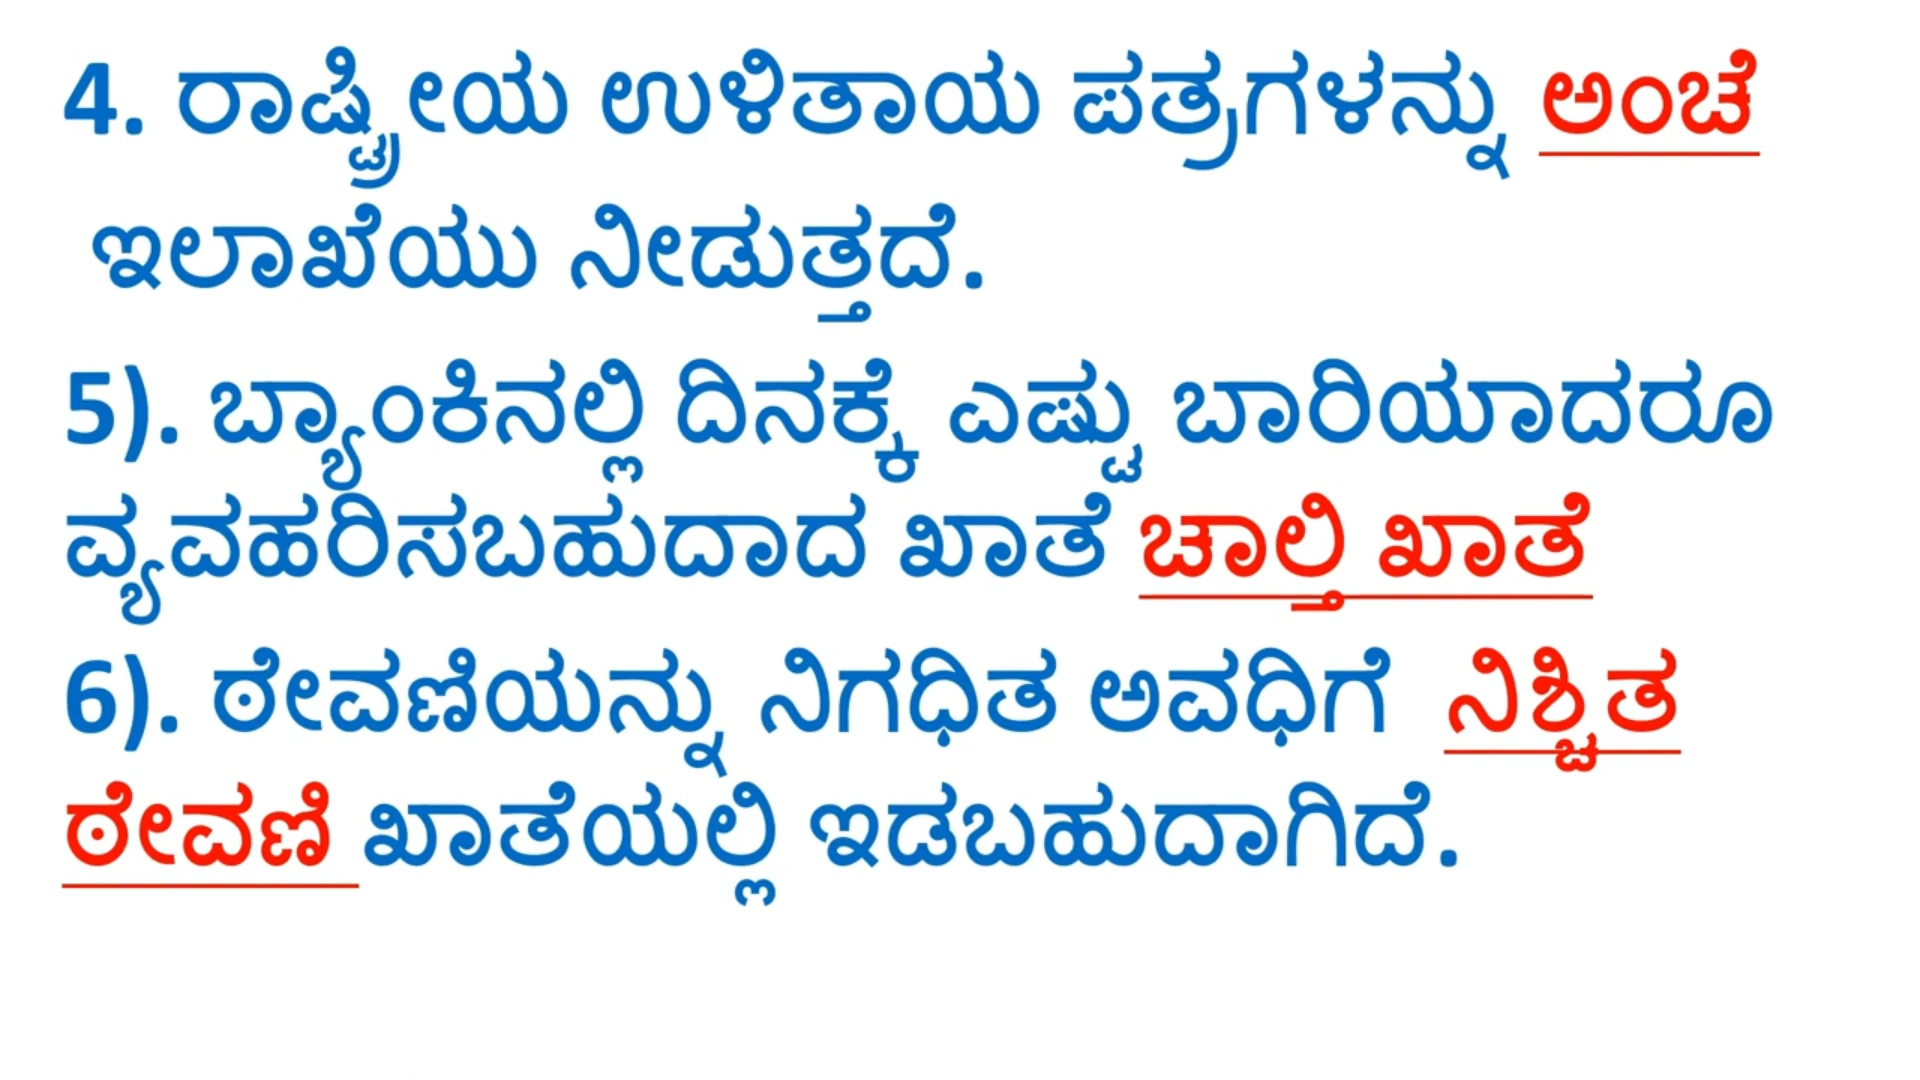 4. ರಾಷ್ಟ್ರೀಯ ಉಳಿತಾಯ ಪತ್ರಗಳನ್ನು ಅಂಚೆ
ಇಲಾಖೆಯು ನೀಡುತ್ತದೆ.
5). ಬ್ಯಾಂಕಿನಲ್ಲಿ ದಿನಕ್ಕೆ ಎಷ್ಟು ಬಾರಿಯಾದರೂ
ವ್ಯವಹರಿಸಬಹುದಾದ ಖಾತೆ ಚಾಲ್ತಿ ಖಾತೆ
6). ಠೇವಣಿಯನ್ನು ನಿಗಧಿತ ಅವಧಿಗೆ ನಿಶ್ಚಿತ
ಠೇವಣಿ ಖಾತೆಯಲ್ಲಿ ಇಡಬಹುದಾಗಿದೆ.